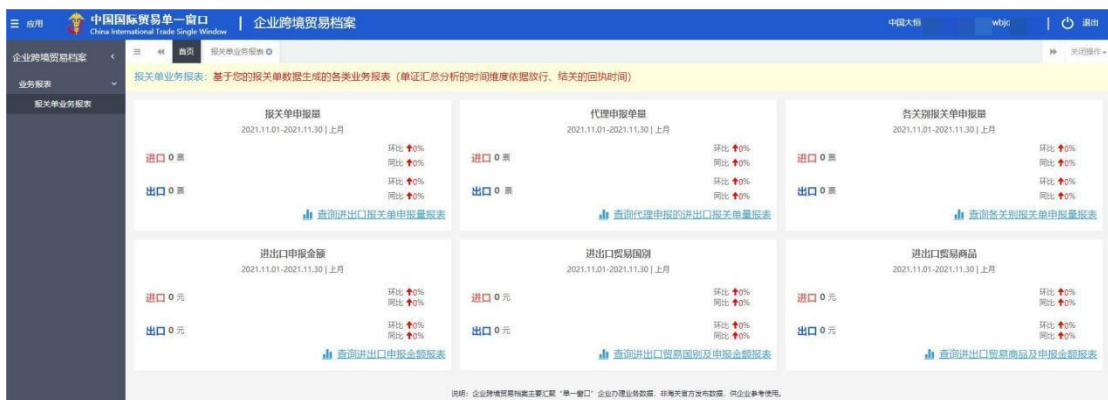 ☰ 应用 中国国际贸易单一窗口 | 企业跨境贸易档案 中国大恒 wbjc | 退出
China International Trade Single Window
企业跨境贸易档案
首页 报关单业务报表 关闭操作
业务报表
报关单业务报表
报关单业务报表：基于您的报关单数据生成的各类业务报表（单证汇总分析的时间维度依据放行、结关的回执时间）
报关单申报量
2021.11.01-2021.11.30 | 上月
进口 0 票
环比 ↑0%
同比 ↑0%
出口 0 票
环比 ↑0%
同比 ↑0%
查询进出口报关单申报量报表
代理申报单量
2021.11.01-2021.11.30 | 上月
进口 0 票
环比 ↑0%
同比 ↑0%
出口 0 票
环比 ↑0%
同比 ↑0%
查询代理申报的进出口报关单量报表
各关别报关单申报量
2021.11.01-2021.11.30 | 上月
进口 0 票
环比 ↑0%
同比 ↑0%
出口 0 票
环比 ↑0%
同比 ↑0%
查询各关别报关单申报量报表
进出口申报金额
2021.11.01-2021.11.30 | 上月
进口 0 元
环比 ↑0%
同比 ↑0%
出口 0 元
环比 ↑0%
同比 ↑0%
查询进出口申报金额报表
进出口贸易国别
2021.11.01-2021.11.30 | 上月
进口 0 元
环比 ↑0%
同比 ↑0%
出口 0 元
环比 ↑0%
同比 ↑0%
查询进出口贸易国别及申报金额报表
进出口贸易商品
2021.11.01-2021.11.30 | 上月
进口 0 元
环比 ↑0%
同比 ↑0%
出口 0 元
环比 ↑0%
同比 ↑0%
查询进出口贸易商品及申报金额报表
说明：企业跨境贸易档案主要汇聚“单一窗口”企业办理业务数据，非海关官方发布数据，供企业参考使用。